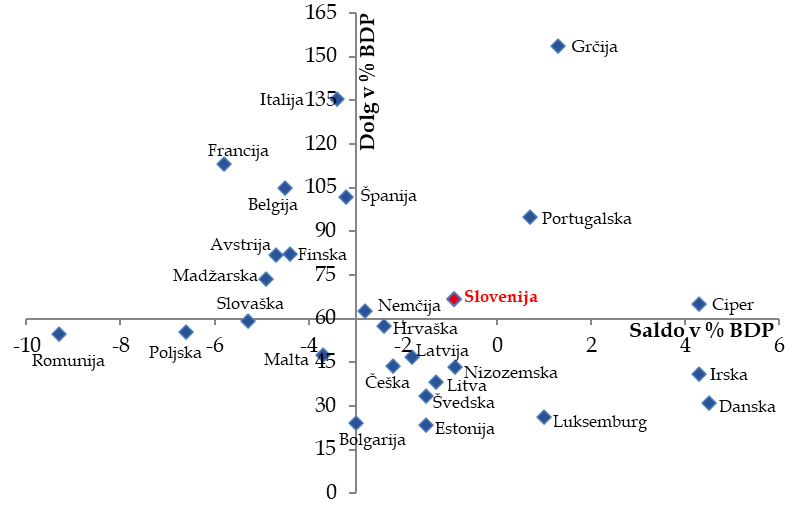 165
150
135
120
105
90
75
60
45
30
15
0
Dolg v % BDP
Grčija
Italija
Francija
Belgija
Španija
Portugalska
Avstrija
Finska
Madžarska
Slovenija
Slovaška
Nemčija
Ciper
Hrvaška
Saldo v % BDP
-10
-8
-6
-4
-2
0
2
4
6
Romunija
Poljska
Malta
Latvija
Češka
Nizozemska
Litva
Irska
Švedska
Danska
Bolgarija
Estonija
Luksemburg